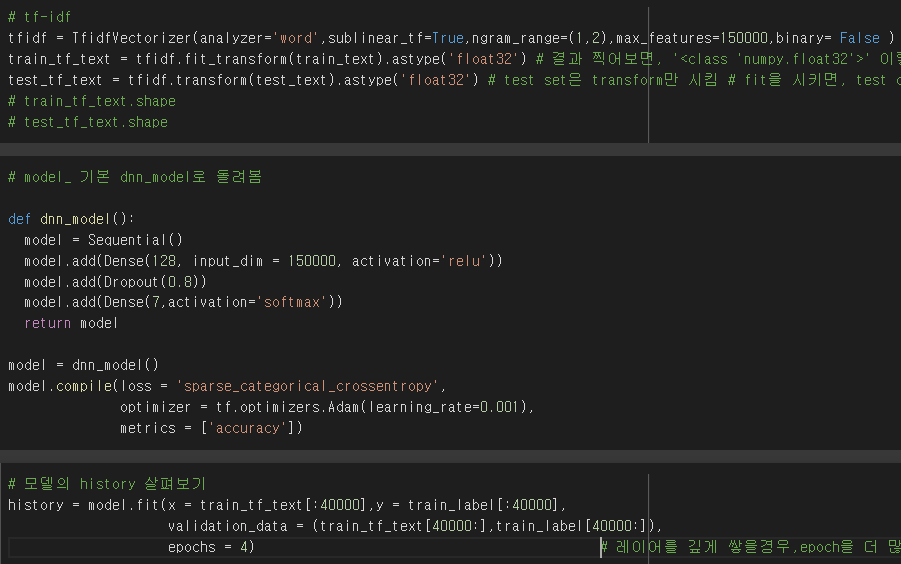 # tf-idf
tfidf = TfidfVectorizer(analyzer='word',sublinear_tf=True,ngram_range=(1,2),max_features=150000,binary= False )
train_tf_text = tfidf.fit_transform(train_text).astype('float32') # 결과 찍어보면, '<class 'numpy.float32'>' 이렇
test_tf_text = tfidf.transform(test_text).astype('float32') # test set은 transform만 시킴 # fit을 시키면, test
# train_tf_text.shape
# test_tf_text.shape
# model_ 기본 dnn_model로 돌려봄
def dnn_model():
model = Sequential()
model.add(Dense(128, input_dim = 150000, activation='relu'))
model.add(Dropout(0.8))
model.add(Dense(7,activation='softmax'))
return model
model = dnn_model()
model.compile(loss = 'sparse_categorical_crossentropy',
optimizer = tf.optimizers.Adam(learning_rate=0.001),
metrics = ['accuracy'])
# 모델의 history 살펴보기
history = model.fit(x = train_tf_text[:40000],y = train_label[:40000],
validation_data = (train_tf_text[40000:],train_label[40000:]),
epochs = 4) # 레이어를 깊게 쌓을경우,epoch을 더 많